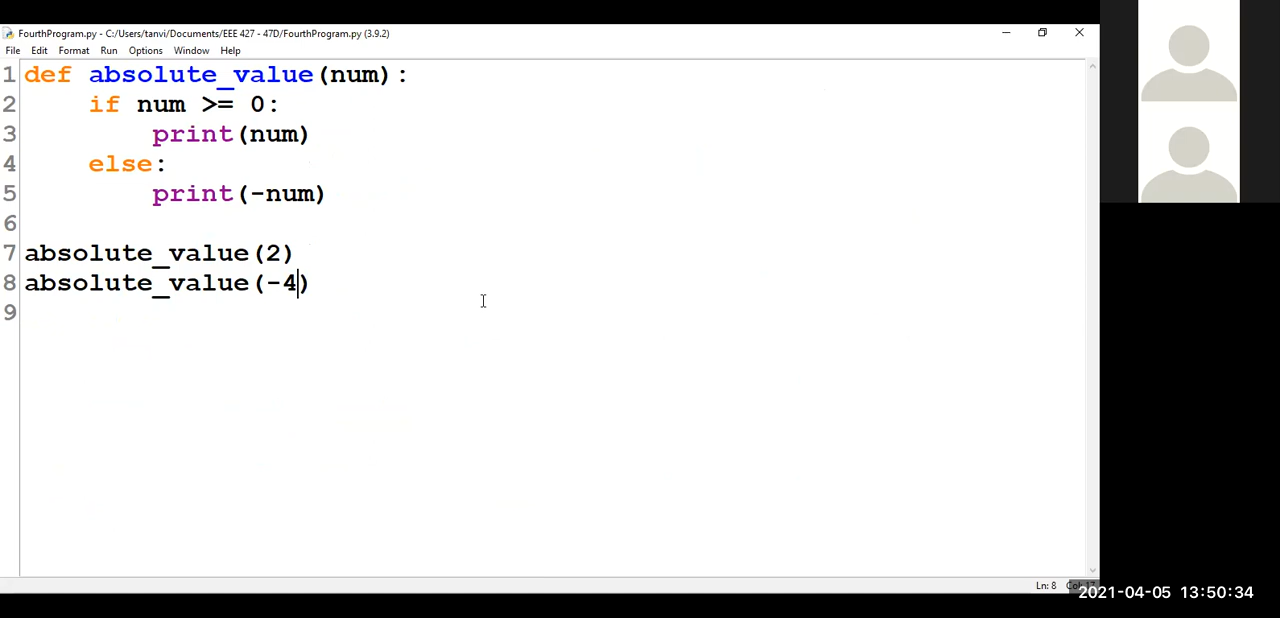 FourthProgram.py - C:/Users/tanvi/Documents/EEE 427 - 47D/FourthProgram.py (3.9.2)
File Edit Format Run Options Window Help
1 def absolute_value(num):
2     if num >= 0:
3         print(num)
4     else:
5         print(-num)
6
7 absolute_value(2)
8 absolute_value(-4)
9
Ln: 8
2021-04-05 13:50:34